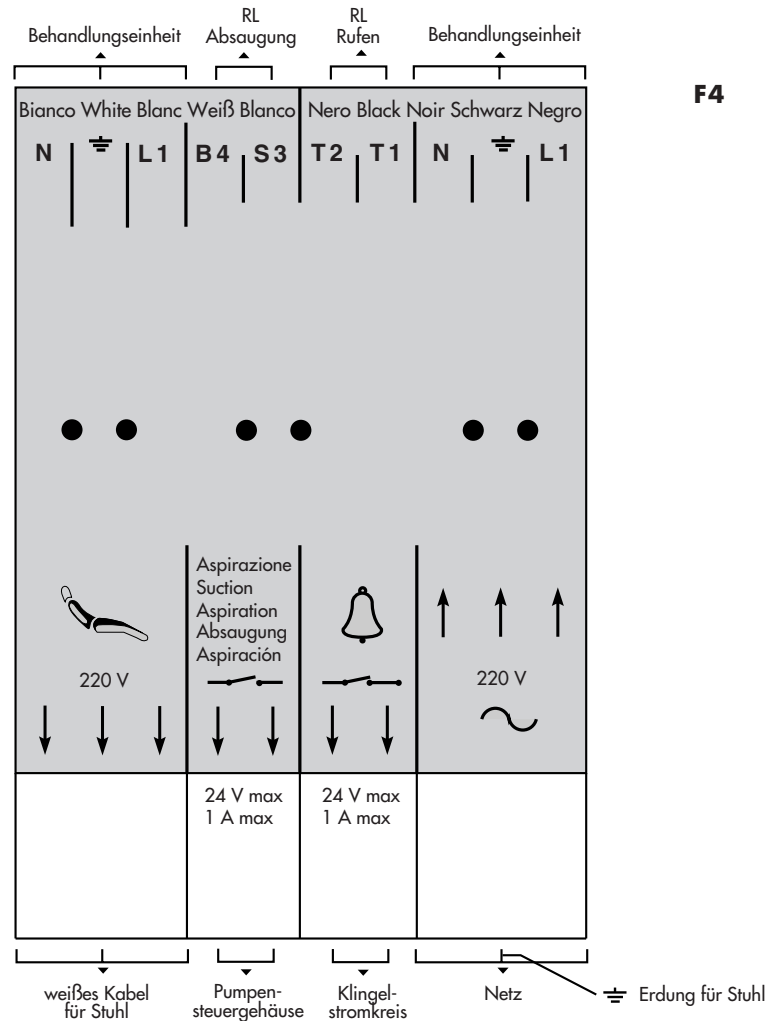 RL RL
Behandlungseinheit Absaugung Rufen Behandlungseinheit
F4
Bianco White Blanc Weiß Blanco Nero Black Noir Schwarz Negro
N L1 B4 S3 T2 T1 N L1
Aspirazione
Suction
Aspiration
Absaugung
Aspiración
220 V 220 V
24 V max 24 V max
1 A max 1 A max
weißes Kabel Pumpen- Klingel- Netz Erdung für Stuhl
für Stuhl steuergehäuse stromkreis